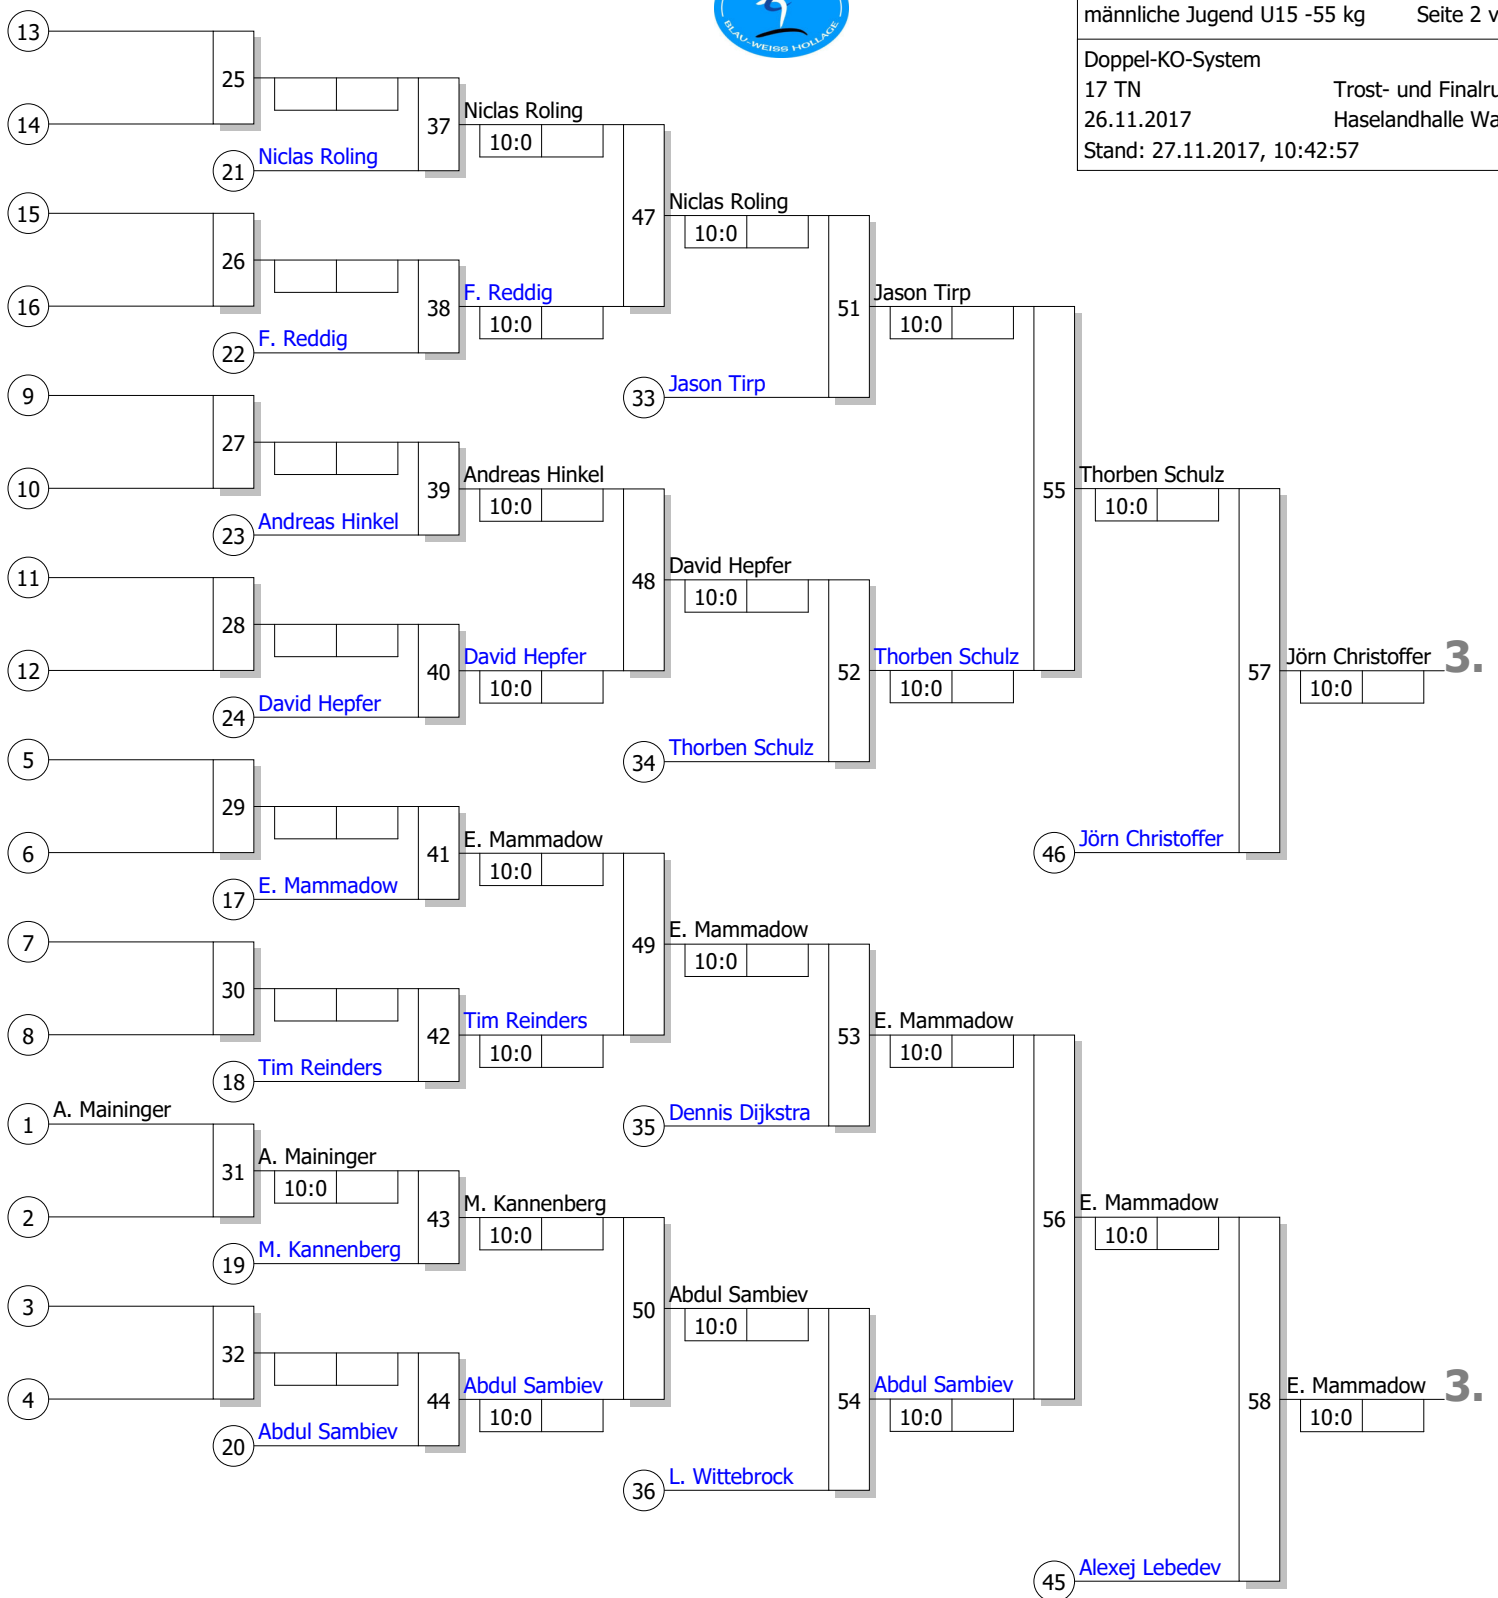 BLAU-WEISS HOLLAGE
männliche Jugend U15 -55 kg Seite 2 v
Doppel-KO-System
17 TN Trost- und Finalru
26.11.2017 Haselandhalle Wa
Stand: 27.11.2017, 10:42:57
13
25
14
37
Niclas Roling
10:0
21
Niclas Roling
15
47
Niclas Roling
10:0
26
16
38
F. Reddig
10:0
22
F. Reddig
51
Jason Tirp
10:0
33
Jason Tirp
9
27
10
39
Andreas Hinkel
10:0
23
Andreas Hinkel
55
Thorben Schulz
10:0
11
48
David Hepfer
10:0
28
12
40
David Hepfer
10:0
24
David Hepfer
52
Thorben Schulz
10:0
34
Thorben Schulz
57
Jörn Christoffer
3.
10:0
5
29
6
41
E. Mammadow
10:0
17
E. Mammadow
46
Jörn Christoffer
7
49
E. Mammadow
10:0
30
8
42
Tim Reinders
10:0
18
Tim Reinders
53
E. Mammadow
10:0
35
Dennis Dijkstra
1
A. Maininger
31
A. Maininger
10:0
2
43
M. Kannenberg
10:0
19
M. Kannenberg
56
E. Mammadow
10:0
3
50
Abdul Sambiev
10:0
32
4
44
Abdul Sambiev
10:0
20
Abdul Sambiev
54
Abdul Sambiev
10:0
36
L. Wittebrock
58
E. Mammadow
3.
10:0
45
Alexej Lebedev